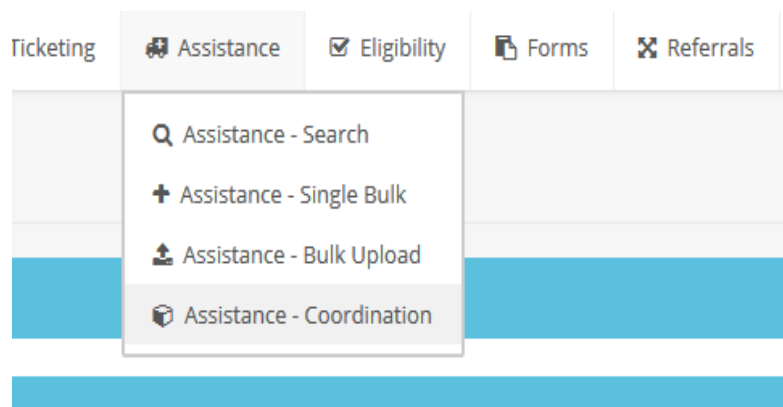 Ticketing Assistance Eligibility Forms Referrals
Assistance - Search
Assistance - Single Bulk
Assistance - Bulk Upload
Assistance - Coordination